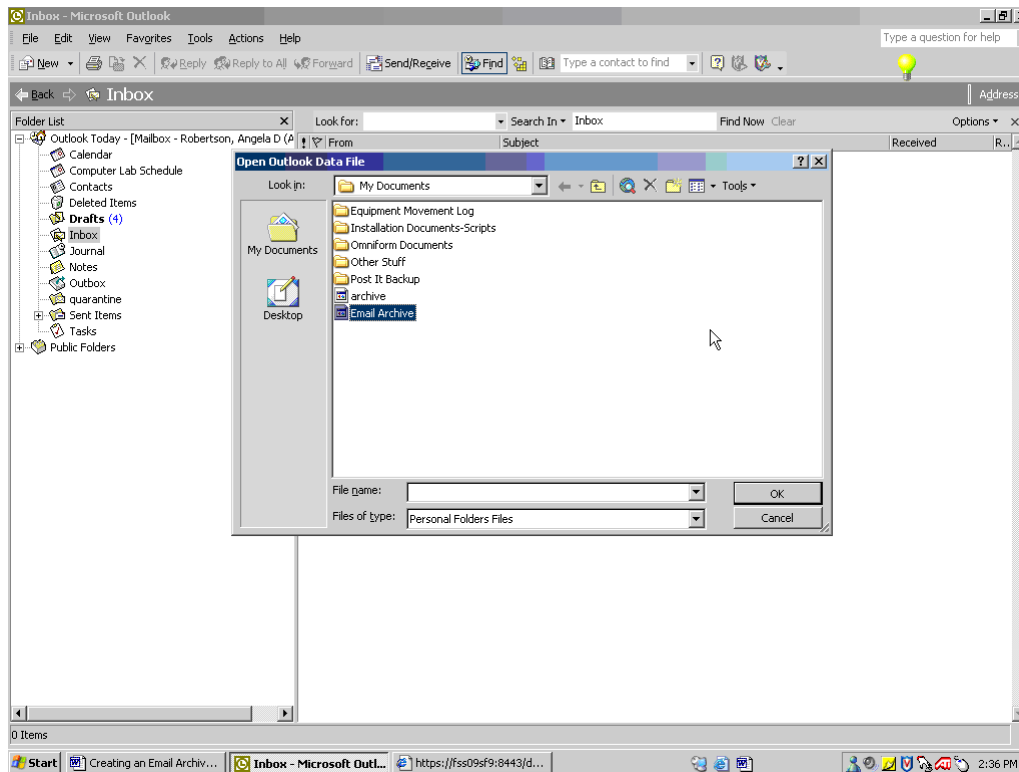 Inbox - Microsoft Outlook
File Edit View Favorites Tools Actions Help
Type a question for help
New Reply Reply to All Forward Send/Receive Find Type a contact to find
Back Inbox
Address
Folder List
Look for: Search In Inbox Find Now Clear Options
Outlook Today - [Mailbox - Robertson, Angela D (A
From Subject Received R..
Calendar
Computer Lab Schedule
Contacts
Deleted Items
Drafts (4)
Inbox
Journal
Notes
Outbox
quarantine
Sent Items
Tasks
Public Folders
Open Outlook Data File
Look in: My Documents Tools
My Documents
Desktop
Equipment Movement Log
Installation Documents-Scripts
Omniform Documents
Other Stuff
Post It Backup
archive
Email Archive
File name: OK
Files of type: Personal Folders Files Cancel
0 Items
Start Creating an Email Archiv... Inbox - Microsoft Outl... https://fss09sf9:8443/d... 2:36 PM